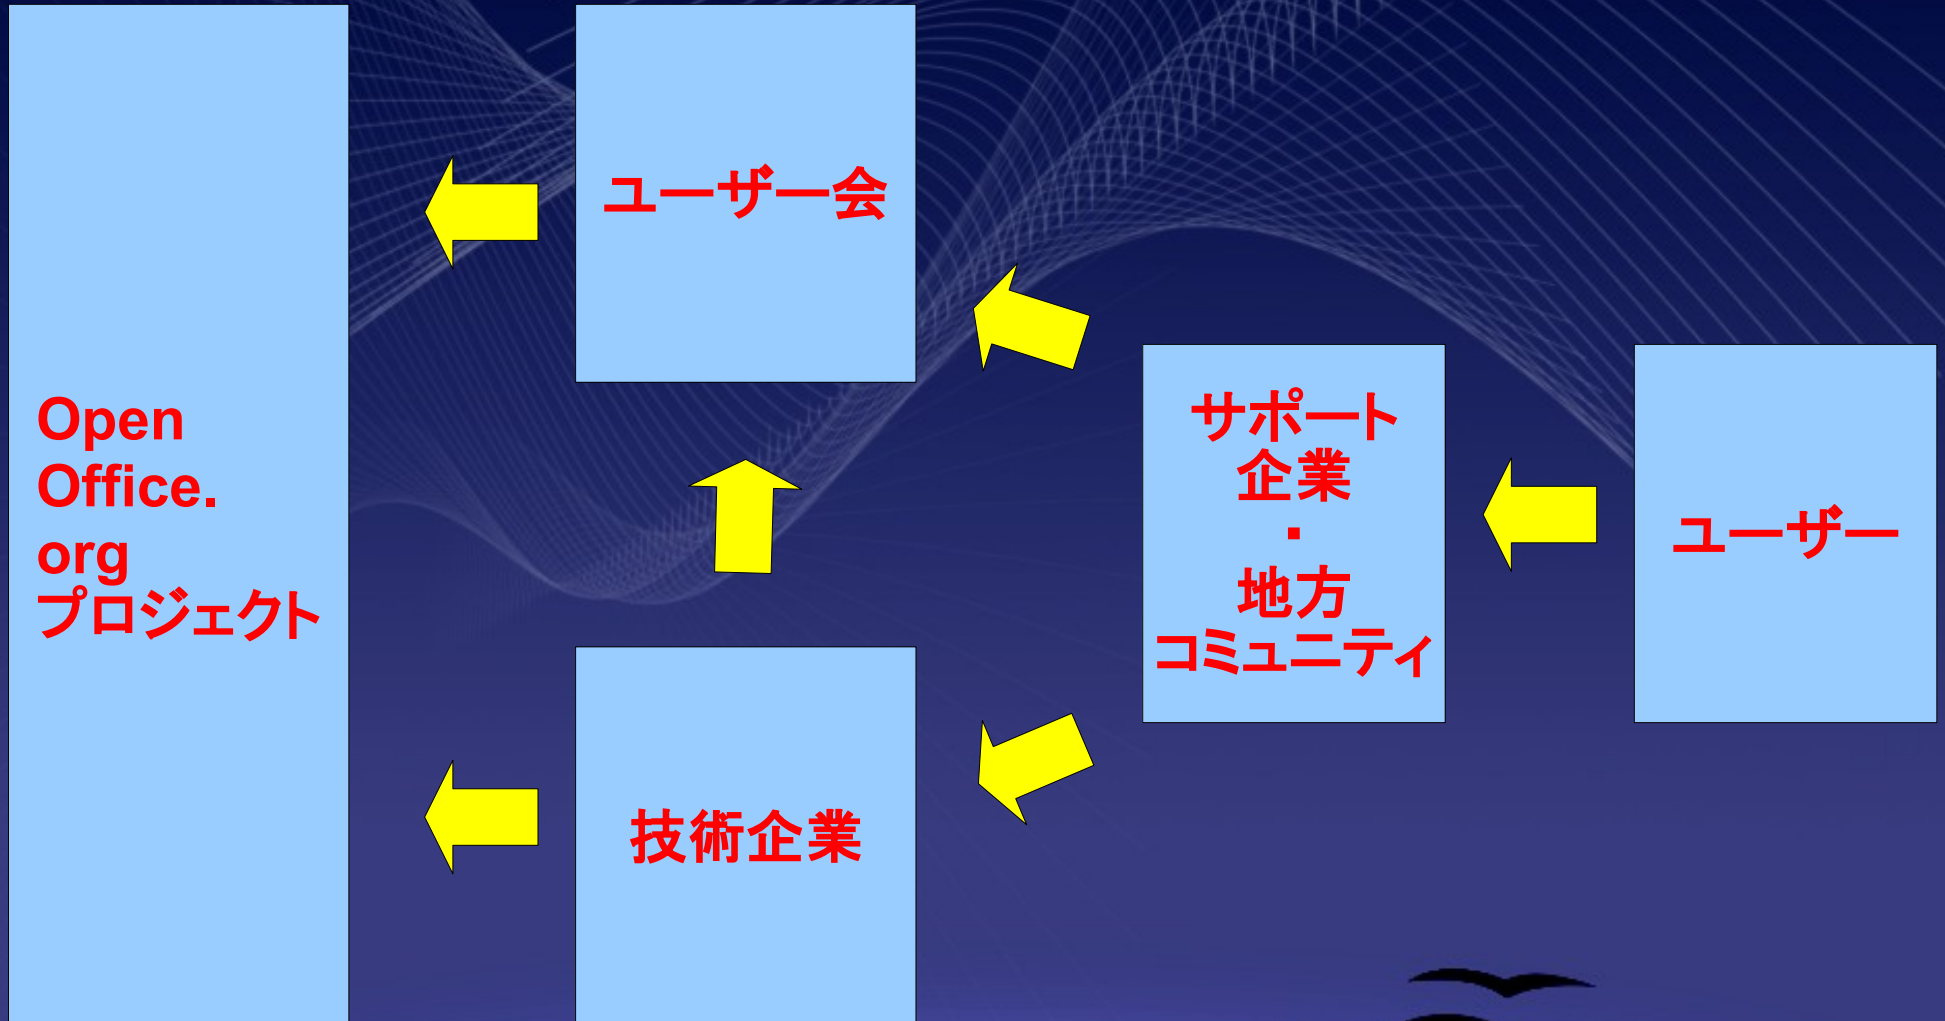 Open
Office.
org
プロジェクト
ユーザー会
技術企業
サポート
企業
・
地方
コミュニティ
ユーザー